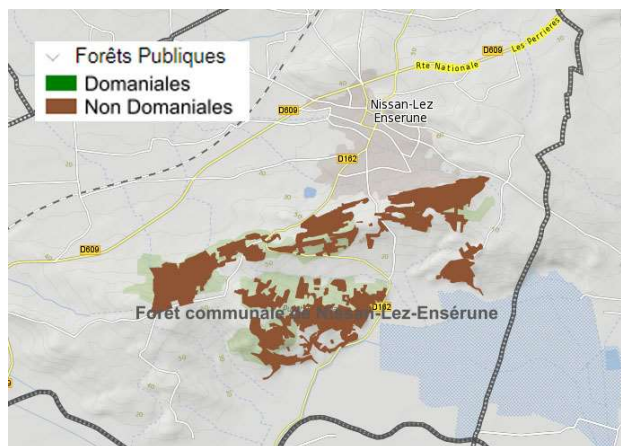 Forêts Publiques
Domaniales
Non Domaniales
D609
Les Perrières
Rte Nationale
Nissan-Lez
Enserune
D609
D162
D609
D162
Forêt communale de Nissan-Lez-Ensérune